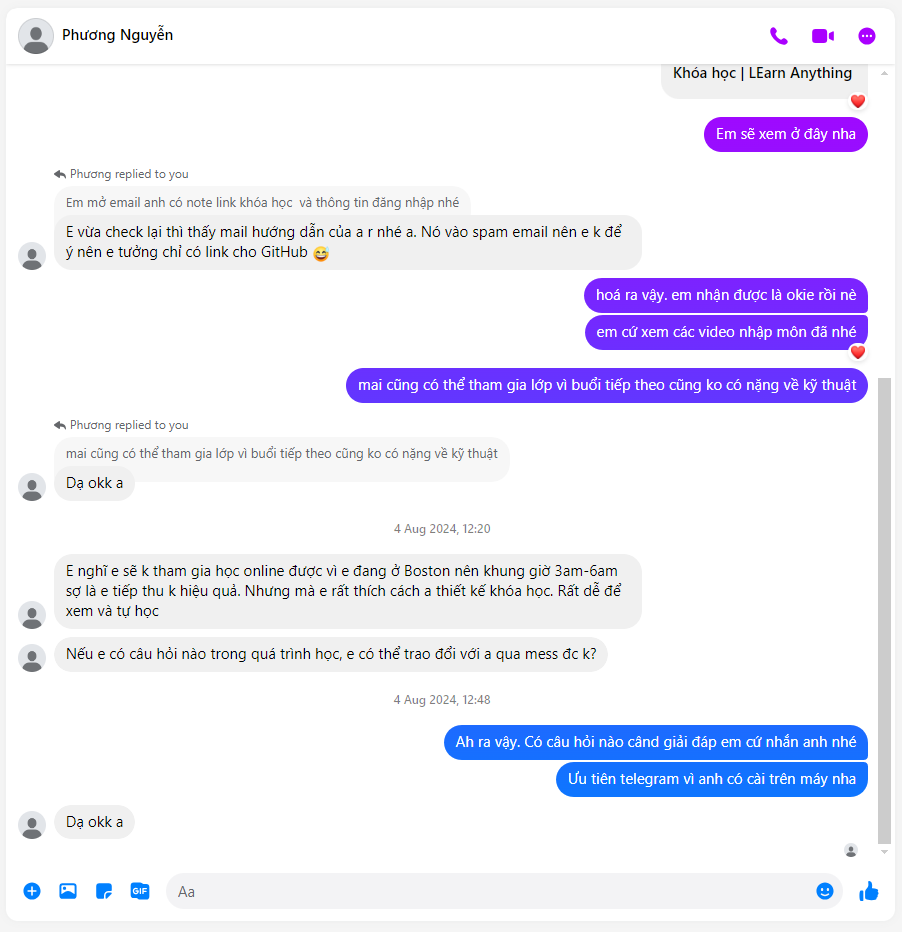 Phương Nguyễn
Khóa học | LEarn Anything
Em sẽ xem ở đây nha
Phương replied to you
Em mở email anh có note link khóa học và thông tin đăng nhập nhé
E vừa check lại thì thấy mail hướng dẫn của a r nhé a. Nó vào spam email nên e k để
ý nên e tưởng chỉ có link cho GitHub 😅
hoá ra vậy. em nhận được là okie rồi nè
em cứ xem các video nhập môn đã nhé
mai cũng có thể tham gia lớp vì buổi tiếp theo cũng ko có nặng về kỹ thuật
Phương replied to you
mai cũng có thể tham gia lớp vì buổi tiếp theo cũng ko có nặng về kỹ thuật
Dạ okk a
4 Aug 2024, 12:20
E nghĩ e sẽ k tham gia học online được vì e đang ở Boston nên khung giờ 3am-6am
sợ là e tiếp thu k hiệu quả. Nhưng mà e rất thích cách a thiết kế khóa học. Rất dễ để
xem và tự học
Nếu e có câu hỏi nào trong quá trình học, e có thể trao đổi với a qua mess đc k?
4 Aug 2024, 12:48
Ah ra vậy. Có câu hỏi nào când giải đáp em cứ nhắn anh nhé
Ưu tiên telegram vì anh có cài trên máy nha
Dạ okk a
GIF
Aa